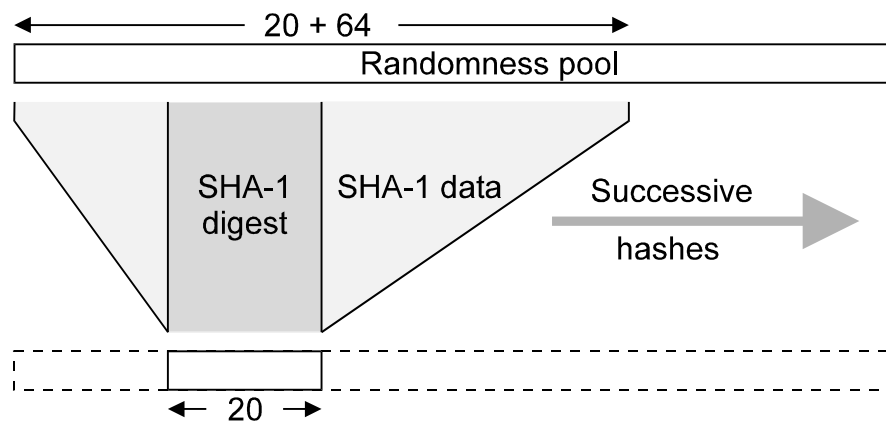 20 + 64
Randomness pool
SHA-1
digest
SHA-1 data
Successive
hashes
20